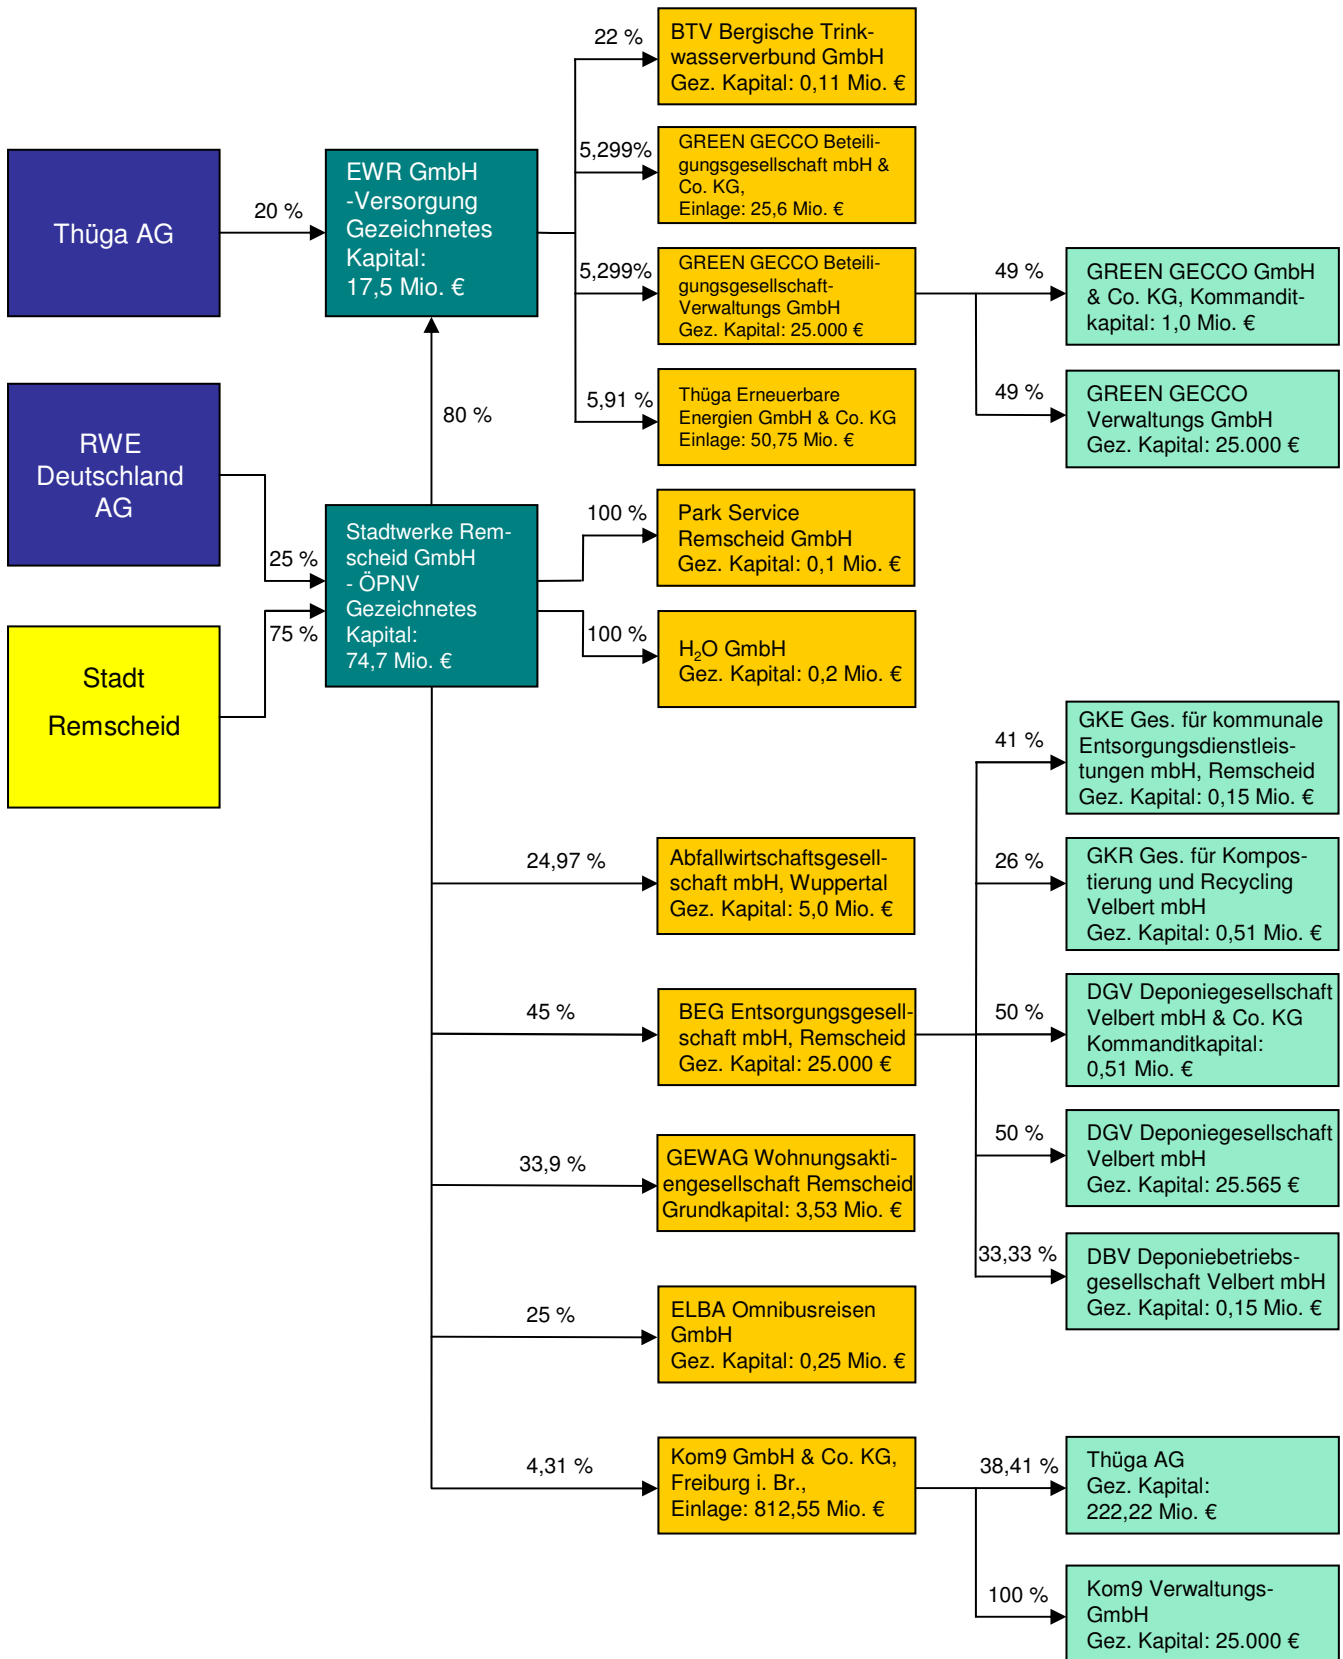 Thüga AG
20 %
RWE
Deutschland
AG
25 %
Stadt
Remscheid
75 %
EWR GmbH
-Versorgung
Gezeichnetes
Kapital:
17,5 Mio. €
80 %
Stadtwerke Rem-
scheid GmbH
- ÖPNV
Gezeichnetes
Kapital:
74,7 Mio. €
22 %
BTV Bergische Trink-
wasserverbund GmbH
Gez. Kapital: 0,11 Mio. €
5,299%
GREEN GECCO Beteili-
gungsgesellschaft mbH &
Co. KG,
Einlage: 25,6 Mio. €
5,299%
GREEN GECCO Beteili-
gungsgesellschaft-
Verwaltungs GmbH
Gez. Kapital: 25.000 €
49 %
GREEN GECCO GmbH
& Co. KG, Kommandit-
kapital: 1,0 Mio. €
49 %
GREEN GECCO
Verwaltungs GmbH
Gez. Kapital: 25.000 €
5,91 %
Thüga Erneuerbare
Energien GmbH & Co. KG
Einlage: 50,75 Mio. €
100 %
Park Service
Remscheid GmbH
Gez. Kapital: 0,1 Mio. €
100 %
H₂O GmbH
Gez. Kapital: 0,2 Mio. €
24,97 %
Abfallwirtschaftsgesell-
schaft mbH, Wuppertal
Gez. Kapital: 5,0 Mio. €
45 %
BEG Entsorgungsgesell-
schaft mbH, Remscheid
Gez. Kapital: 25.000 €
41 %
GKE Ges. für kommunale
Entsorgungsdienstleis-
tungen mbH, Remscheid
Gez. Kapital: 0,15 Mio. €
26 %
GKR Ges. für Kompos-
tierung und Recycling
Velbert mbH
Gez. Kapital: 0,51 Mio. €
50 %
DGV Deponiegesellschaft
Velbert mbH & Co. KG
Kommanditkapital:
0,51 Mio. €
50 %
DGV Deponiegesellschaft
Velbert mbH
Gez. Kapital: 25.565 €
33,33 %
DBV Deponiebetriebs-
gesellschaft Velbert mbH
Gez. Kapital: 0,15 Mio. €
33,9 %
GEWAG Wohnungsakti-
engesellschaft Remscheid
Grundkapital: 3,53 Mio. €
25 %
ELBA Omnibusreisen
GmbH
Gez. Kapital: 0,25 Mio. €
4,31 %
Kom9 GmbH & Co. KG,
Freiburg i. Br.,
Einlage: 812,55 Mio. €
38,41 %
Thüga AG
Gez. Kapital:
222,22 Mio. €
100 %
Kom9 Verwaltungs-
GmbH
Gez. Kapital: 25.000 €